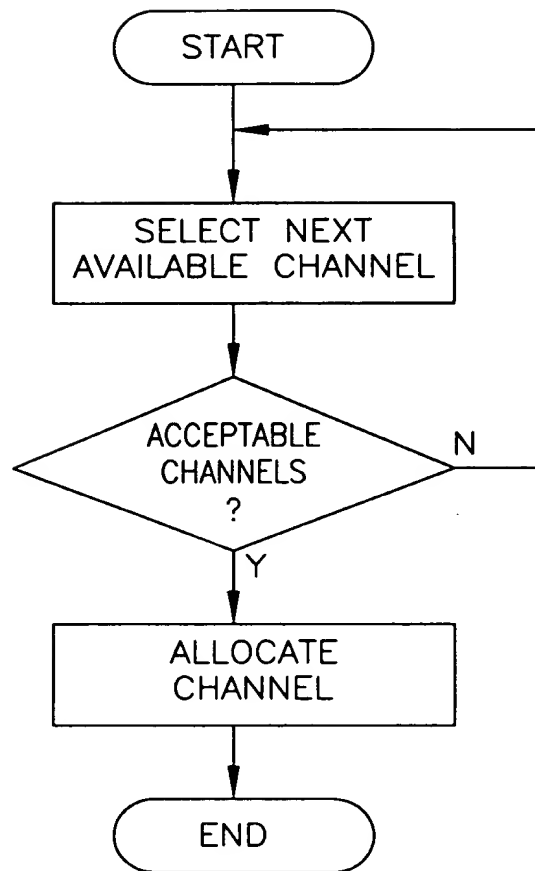 START
SELECT NEXT
AVAILABLE CHANNEL
ACCEPTABLE
CHANNELS
?
N
Y
ALLOCATE
CHANNEL
END